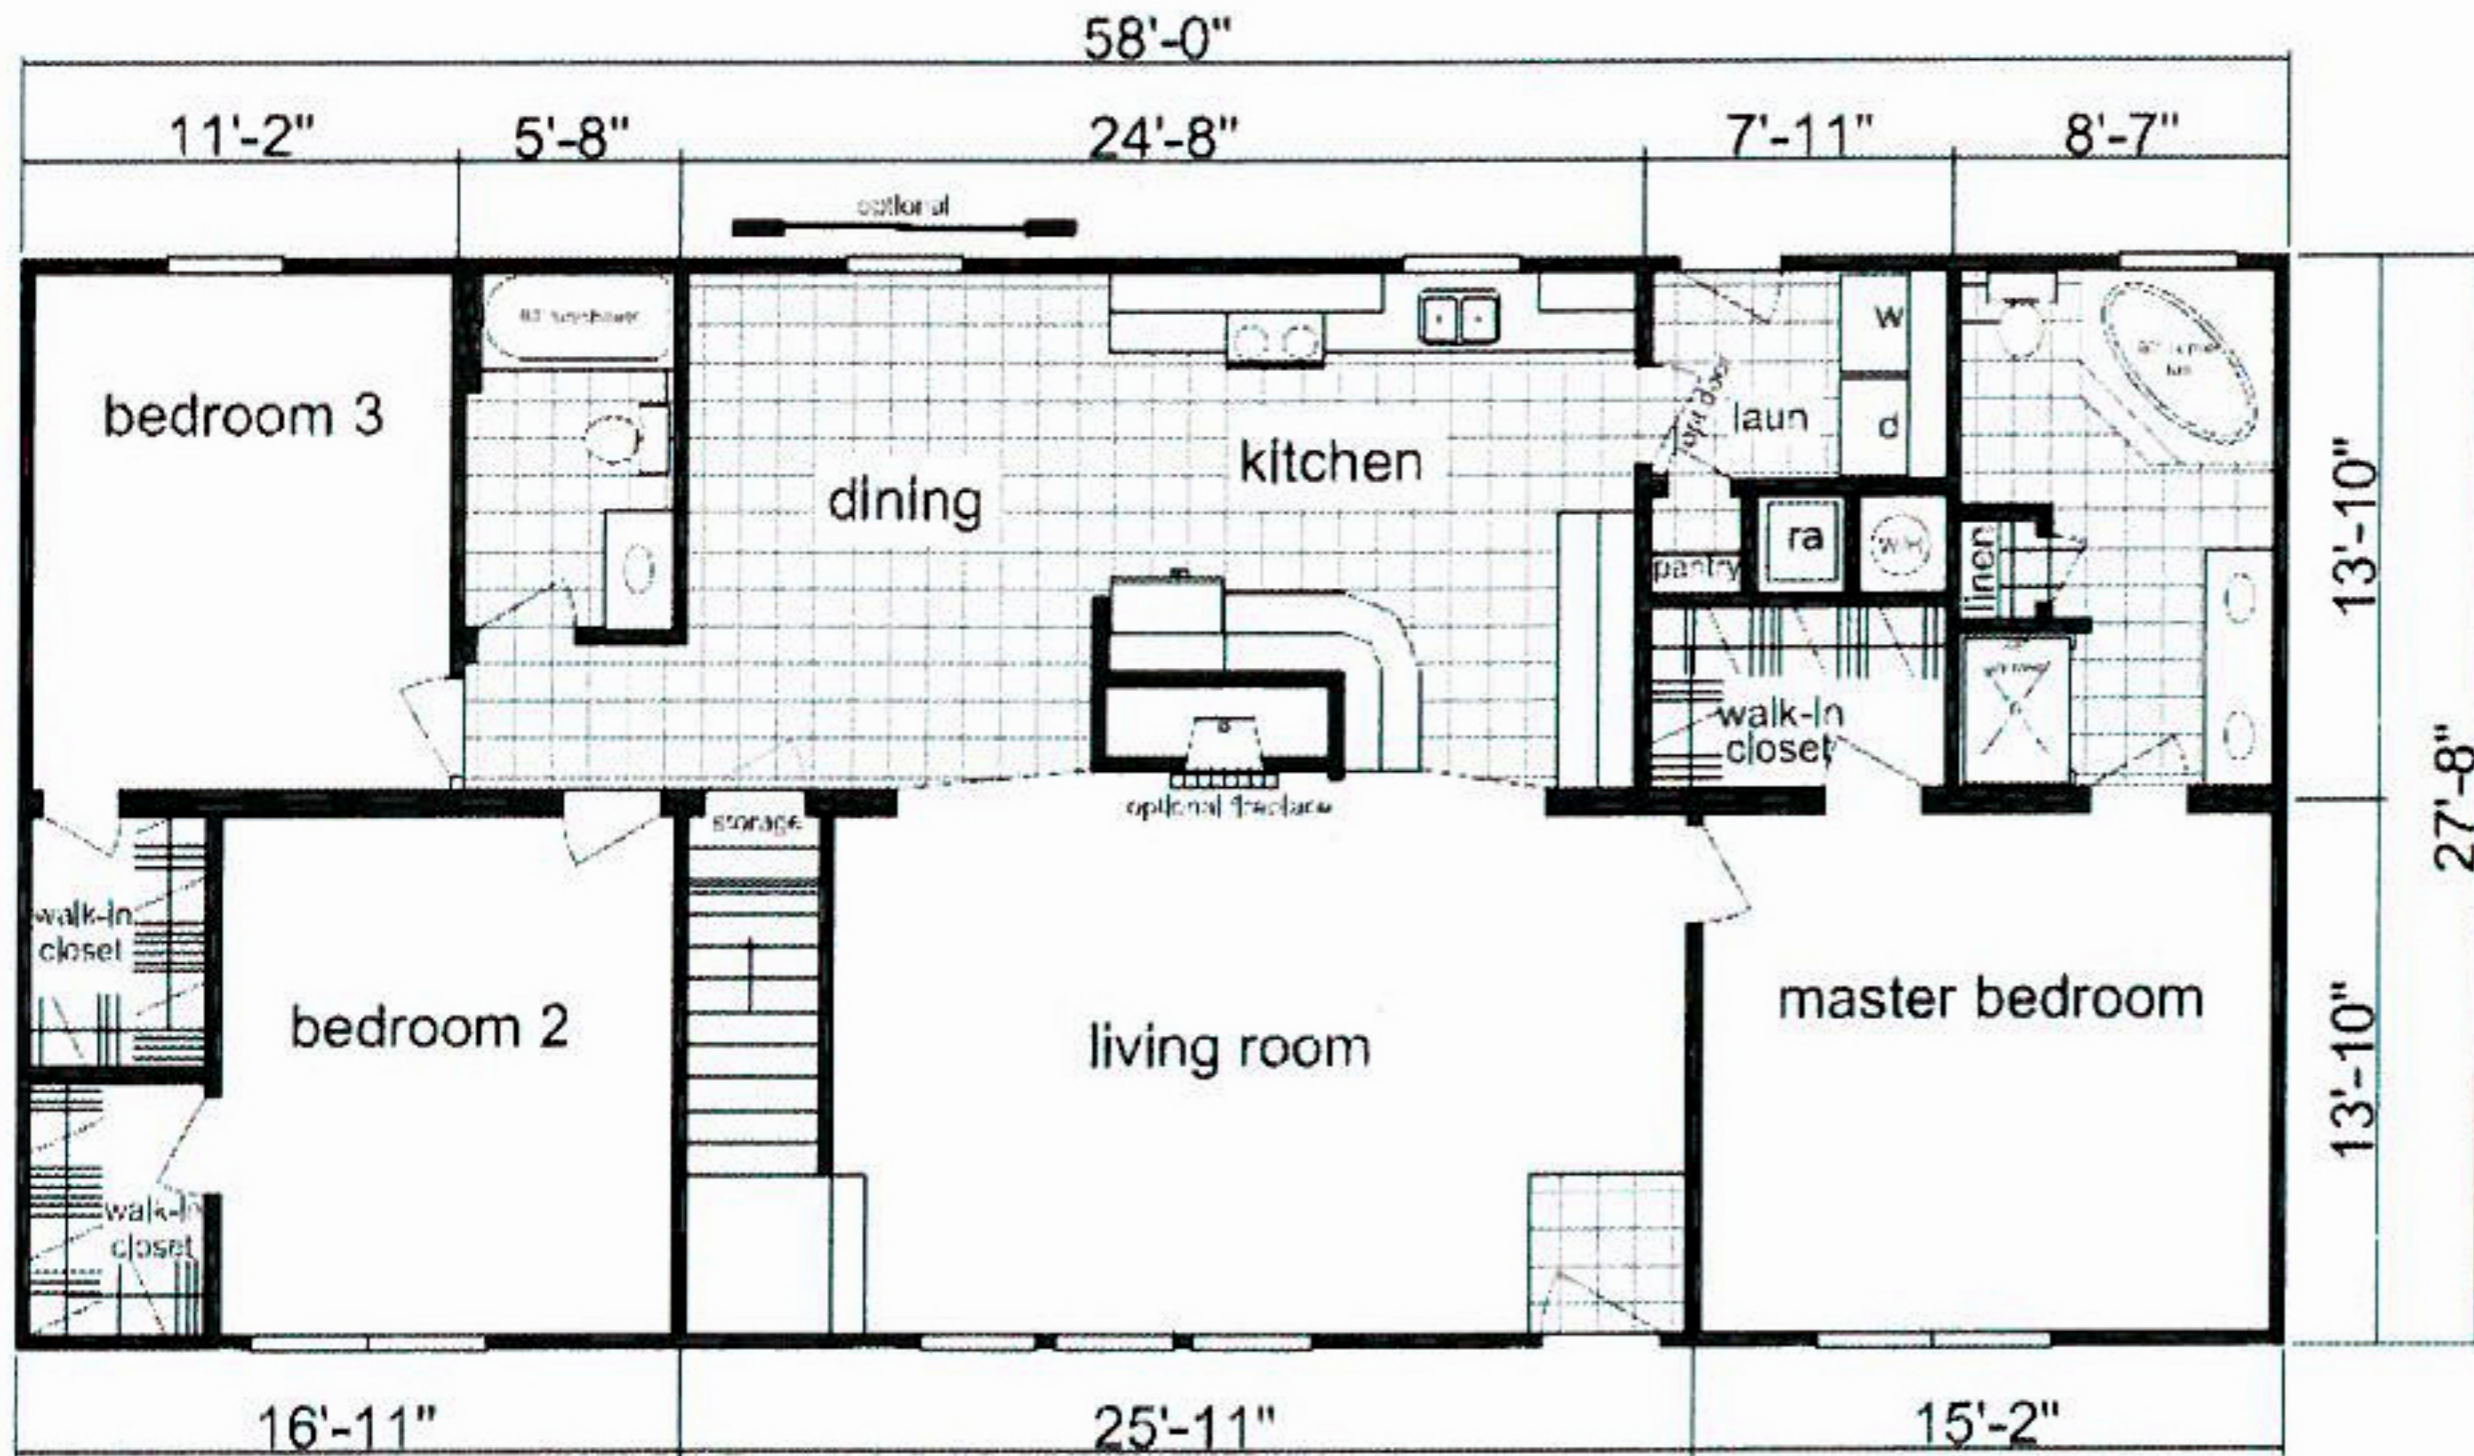 58'-0"
11'-2" 5'-8" 24'-8" 7'-11" 8'-7"
optional
w
bedroom 3
laun
d
kitchen
dining
13'-10"
ra
W/H
pantry
linen
walk-in
closet
optional fireplace
storage
27'-8"
walk-in
closet
master bedroom
bedroom 2
living room
13'-10"
walk-in
closet
16'-11" 25'-11" 15'-2"